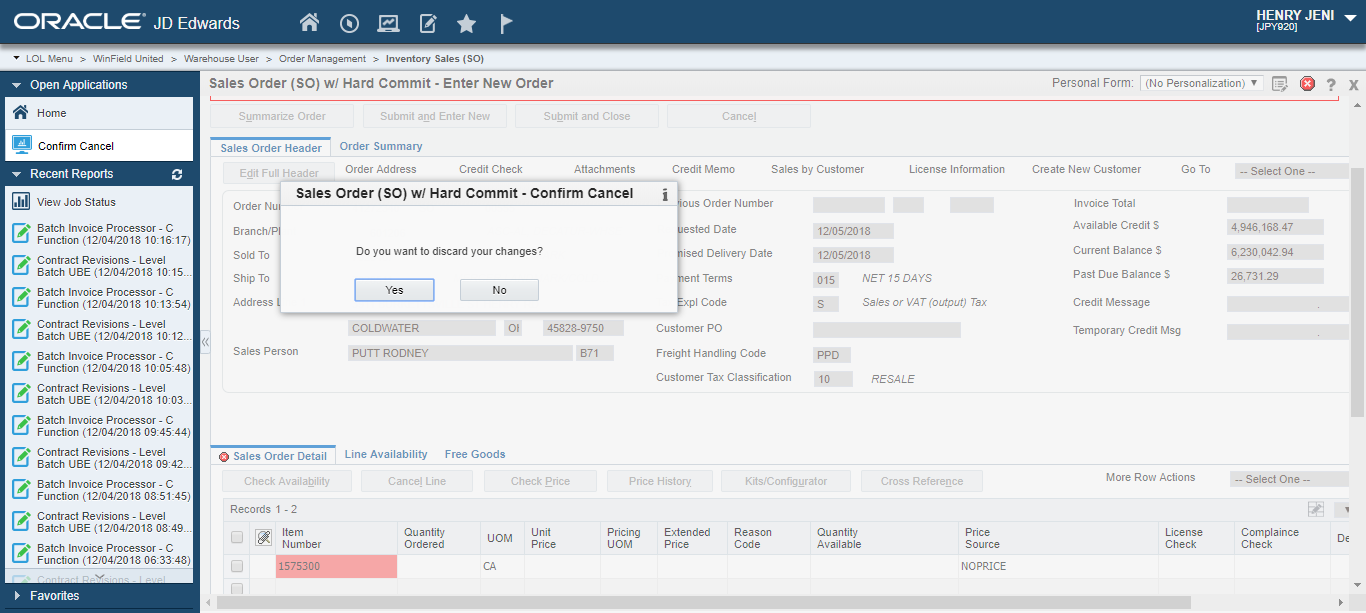 ORACLE® JD Edwards
HENRY JENI
[JPY920]
LOL Menu > WinField United > Warehouse User > Order Management > Inventory Sales (SO)
Open Applications
Home
Confirm Cancel
Recent Reports
View Job Status
Batch Invoice Processor - C
Function (12/04/2018 10:16:17)
Contract Revisions - Level
Batch UBE (12/04/2018 10:15...
Batch Invoice Processor - C
Function (12/04/2018 10:13:54)
Contract Revisions - Level
Batch UBE (12/04/2018 10:12...
Batch Invoice Processor - C
Function (12/04/2018 10:05:48)
Contract Revisions - Level
Batch UBE (12/04/2018 10:03...
Batch Invoice Processor - C
Function (12/04/2018 09:45:44)
Contract Revisions - Level
Batch UBE (12/04/2018 09:42...
Batch Invoice Processor - C
Function (12/04/2018 08:51:45)
Contract Revisions - Level
Batch UBE (12/04/2018 08:49...
Batch Invoice Processor - C
Function (12/04/2018 06:33:48)
Contract Revisions - Level
Favorites
Sales Order (SO) w/ Hard Commit - Enter New Order
Personal Form: (No Personalization)
Summarize Order Submit and Enter New Submit and Close Cancel
Sales Order Header Order Summary
Edit Full Header Order Address Credit Check Attachments Credit Memo Sales by Customer License Information Create New Customer Go To -- Select One --
Sales Order (SO) w/ Hard Commit - Confirm Cancel
Do you want to discard your changes?
Yes No
Order Nu
Branch/Pl
Sold To
Ship To
Address L
COLDWATER OI 45828-9750
Sales Person PUTT RODNEY B71
vious Order Number
uested Date 12/05/2018
mised Delivery Date 12/05/2018
ment Terms 015 NET 15 DAYS
Expl Code S Sales or VAT (output) Tax
Customer PO
Freight Handling Code PPD
Customer Tax Classification 10 RESALE
Invoice Total
Available Credit $ 4,946,168.47
Current Balance $ 6,230,042.94
Past Due Balance $ 26,731.29
Credit Message .
Temporary Credit Msg .
Sales Order Detail Line Availability Free Goods
Check Availability Cancel Line Check Price Price History Kits/Configurator Cross Reference More Row Actions -- Select One --
Records 1 - 2
Item Number Quantity Ordered UOM Unit Price Pricing UOM Extended Price Reason Code Quantity Available Price Source License Check Complaince Check De
1575300 CA NOPRICE